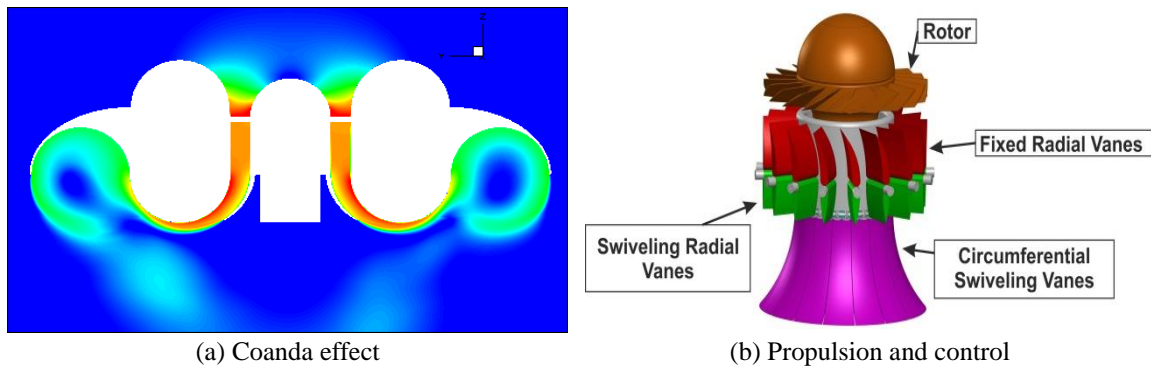 Z
Y
Rotor
Fixed Radial Vanes
Swiveling Radial
Vanes
Circumferential
Swiveling Vanes
(a) Coanda effect
(b) Propulsion and control